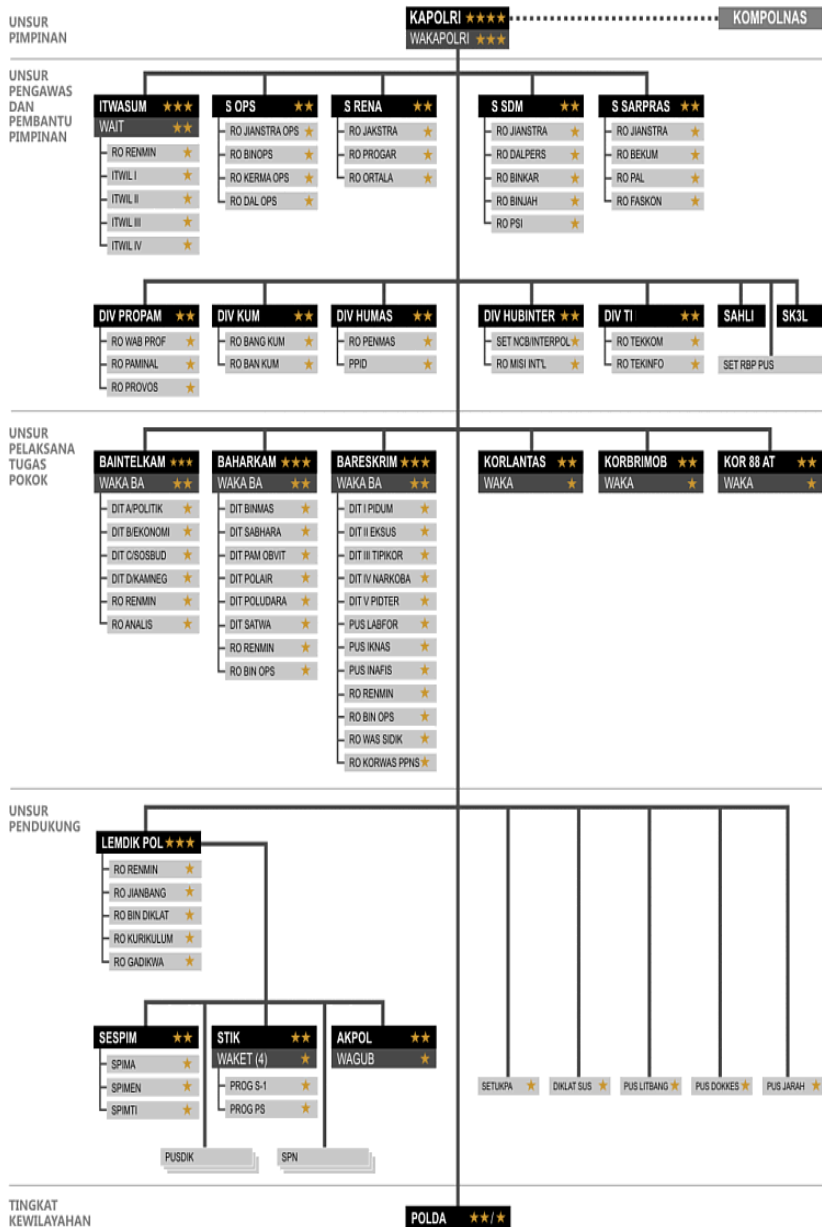 UNSUR
PIMPINAN
KAPOLRI ★★★★
WAKAPOLRI ★★★
KOMPOLNAS
UNSUR
PENGAWAS
DAN
PEMBANTU
PIMPINAN
ITWASUM ★★★
WAIT ★★
RO RENMIN ★
ITWIL I ★
ITWIL II ★
ITWIL III ★
ITWIL IV ★
S OPS ★★
RO JIANSTRA OPS ★
RO BINOPS ★
RO KERMA OPS ★
RO DAL OPS ★
S RENA ★★
RO JAKSTRA ★
RO PROGAR ★
RO ORTALA ★
S SDM ★★
RO JIANSTRA ★
RO DALPERS ★
RO BINKAR ★
RO BINJAH ★
RO PSI ★
S SARPRAS ★★
RO JIANSTRA ★
RO BEKUM ★
RO PAL ★
RO FASKON ★
DIV PROPAM ★★
RO WAB PROF ★
RO PAMINAL ★
RO PROVOS ★
DIV KUM ★★
RO BANG KUM ★
RO BAN KUM ★
DIV HUMAS ★★
RO PENMAS ★
PPID ★
DIV HUBINTER ★★
SET NCB/INTERPOL ★
RO MISI INT'L ★
DIV TI ★★
RO TEKKOM ★
RO TEKINFO ★
SAHLI
SK3L
SET RBP PUS
UNSUR
PELAKSANA
TUGAS
POKOK
BAINTELKAM ★★★
WAKA BA ★★
DIT A/POLITIK ★
DIT B/EKONOMI ★
DIT C/SOSBUD ★
DIT D/KAMNEG ★
RO RENMIN ★
RO ANALIS ★
BAHARKAM ★★★
WAKA BA ★★
DIT BINMAS ★
DIT SABHARA ★
DIT PAM OBVIT ★
DIT POLAIR ★
DIT POLUDARA ★
DIT SATWA ★
RO RENMIN ★
RO BIN OPS ★
BARESKRIM ★★★
WAKA BA ★★
DIT I PIDUM ★
DIT II EKSUS ★
DIT III TIPIKOR ★
DIT IV NARKOBA ★
DIT V PIDTER ★
PUS LABFOR ★
PUS IKNAS ★
PUS INAFIS ★
RO RENMIN ★
RO BIN OPS ★
RO WAS SIDIK ★
RO KORWAS PPNS ★
KORLANTAS ★★
WAKA ★
KORBRIMOB ★★
WAKA ★
KOR 88 AT ★★
WAKA ★
UNSUR
PENDUKUNG
LEMDIK POL ★★★
RO RENMIN ★
RO JIANBANG ★
RO BIN DIKLAT ★
RO KURIKULUM ★
RO GADIKWA ★
SESPIM ★★
SPIMA ★
SPIMEN ★
SPIMTI ★
STIK ★★
WAKET (4) ★
PROG S-1 ★
PROG PS ★
AKPOL ★★
WAGUB ★
PUSDIK
SPN
SETUKPA ★
DIKLAT SUS ★
PUS LITBANG ★
PUS DOKKES ★
PUS JARAH ★
TINGKAT
KEWILAYAHAN
POLDA ★★/★